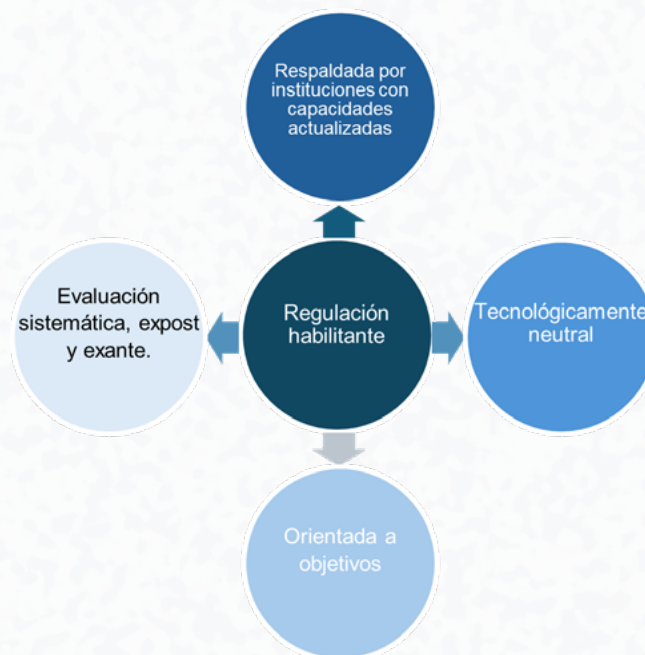 Respaldada por
instituciones con
capacidades
actualizadas
Evaluación
sistemática, expost
y exante.
Regulación
habilitante
Tecnológicamente
neutral
Orientada a
objetivos